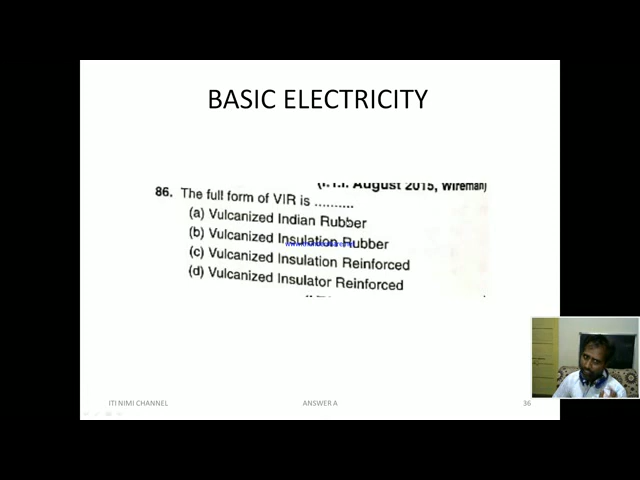 BASIC ELECTRICITY
(I.T.I. August 2015, Wireman)
86. The full form of VIR is ..........
(a) Vulcanized Indian Rubber
(b) Vulcanized Insulation Rubber
(c) Vulcanized Insulation Reinforced
(d) Vulcanized Insulator Reinforced
ITI NIMI CHANNEL
ANSWER A
36